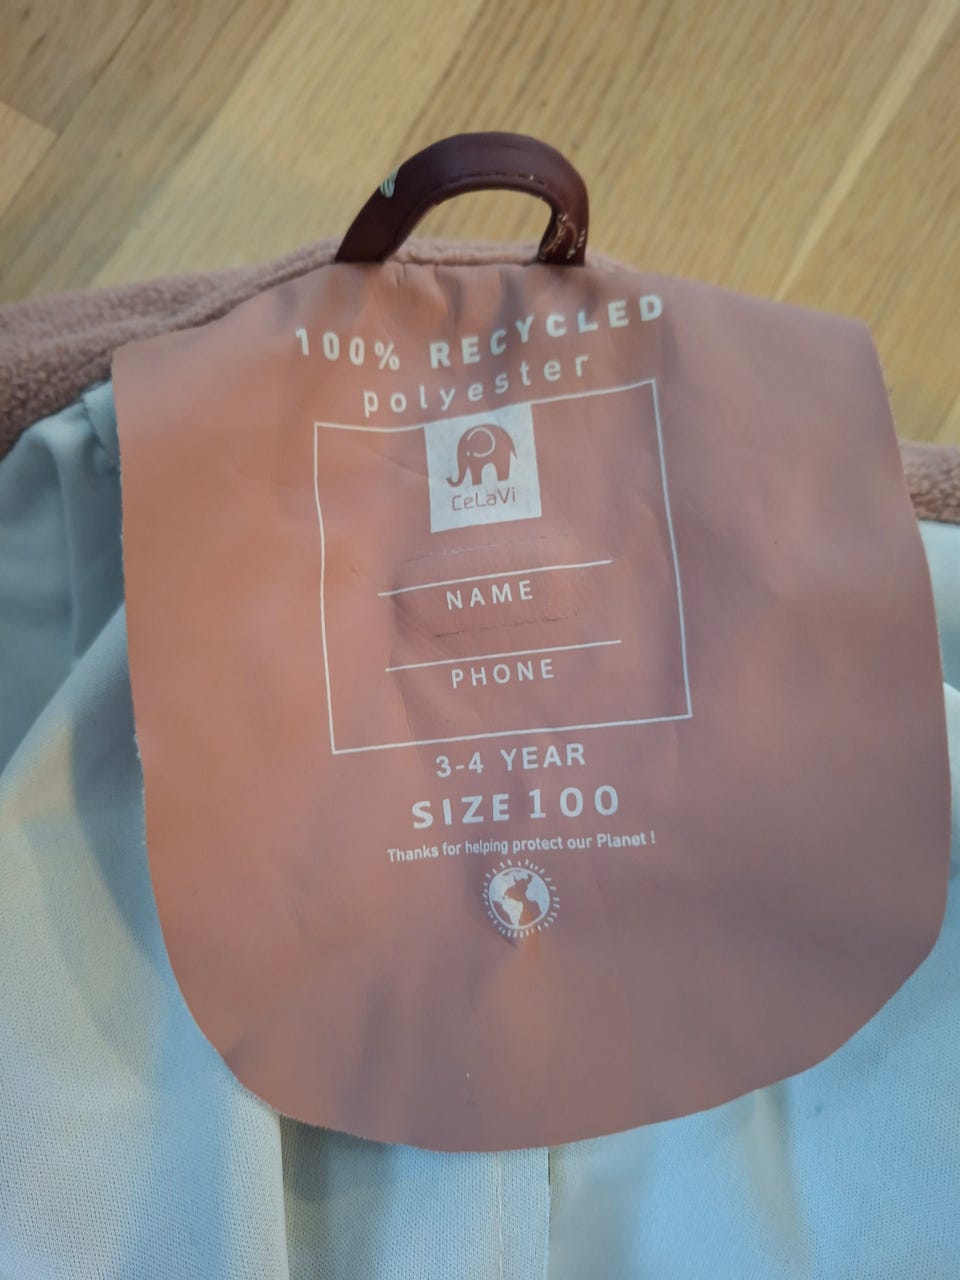 100% RECYCLED
polyester
CeLaVi
NAME
PHONE
3-4 YEAR
SIZE 100
Thanks for helping protect our Planet !